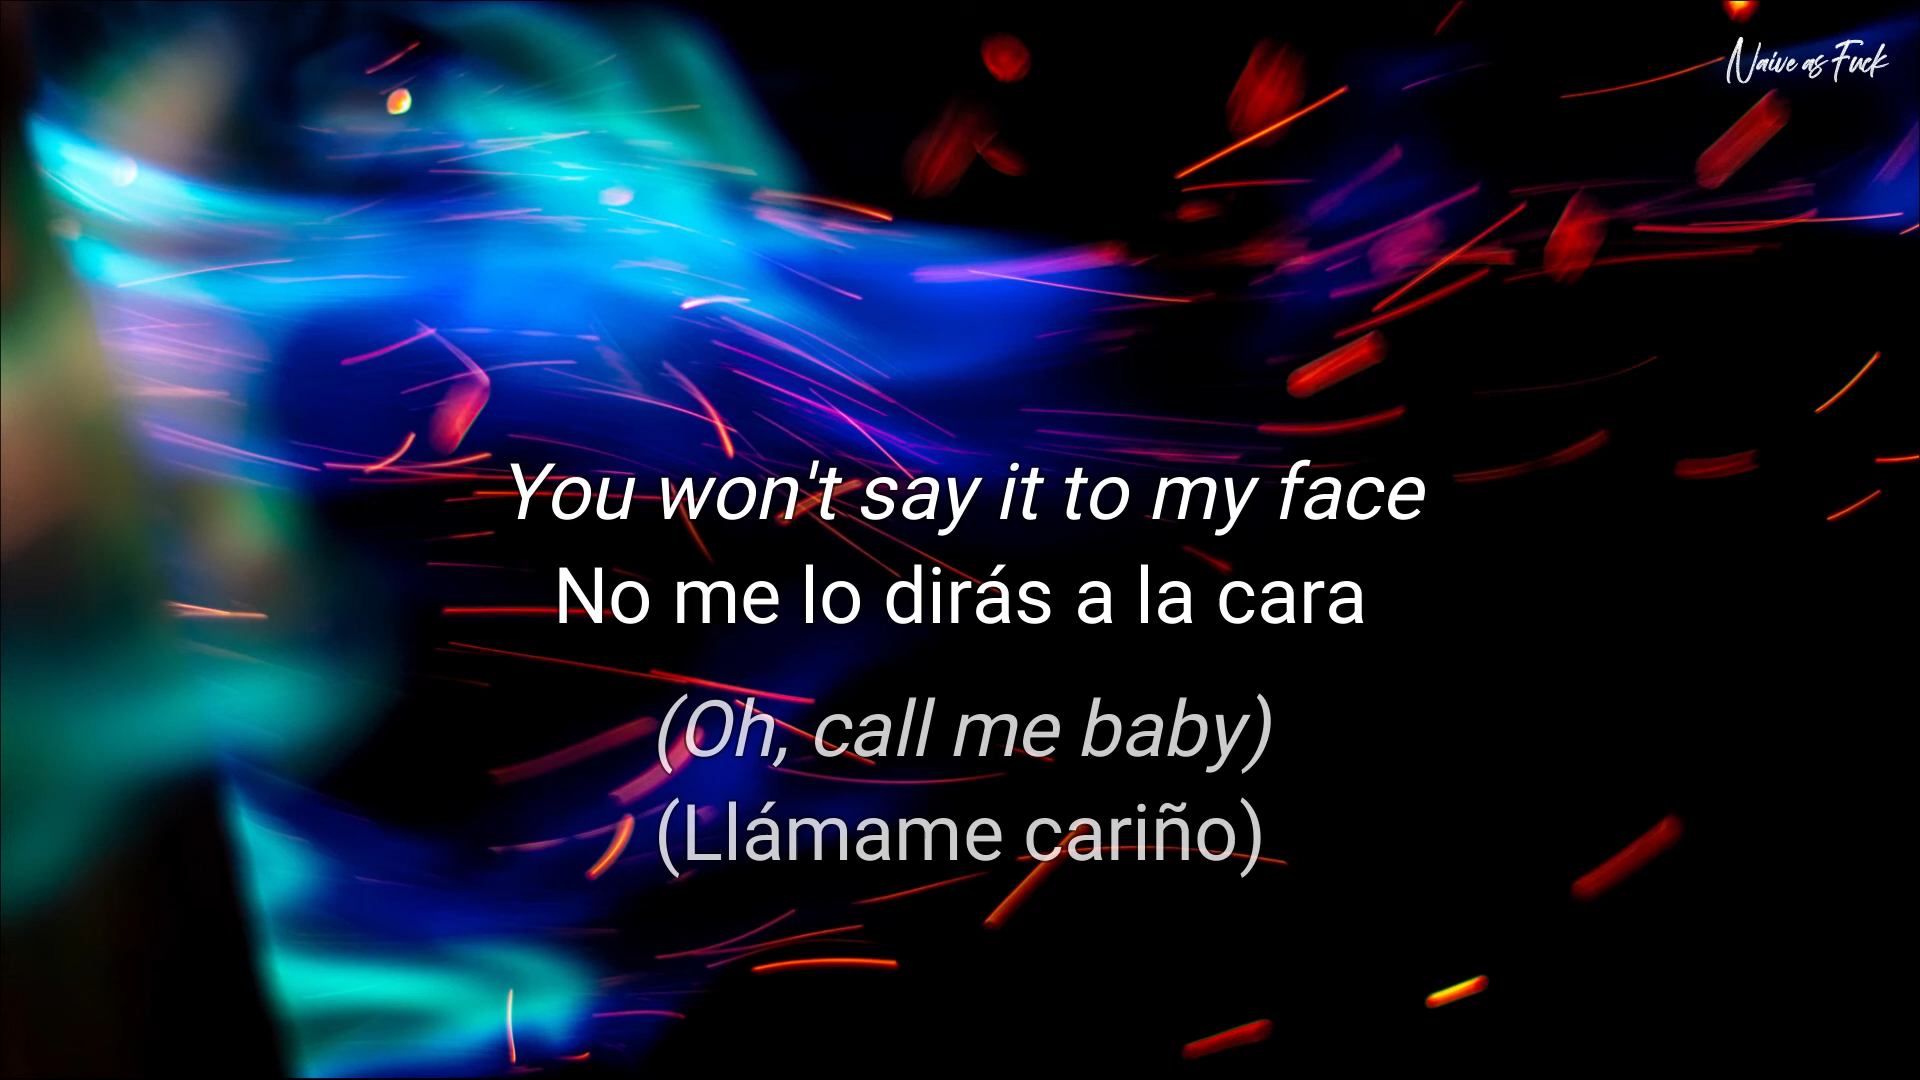 Naive as Fuck
You won't say it to my face
No me lo dirás a la cara
(Oh, call me baby)
(Llámame cariño)